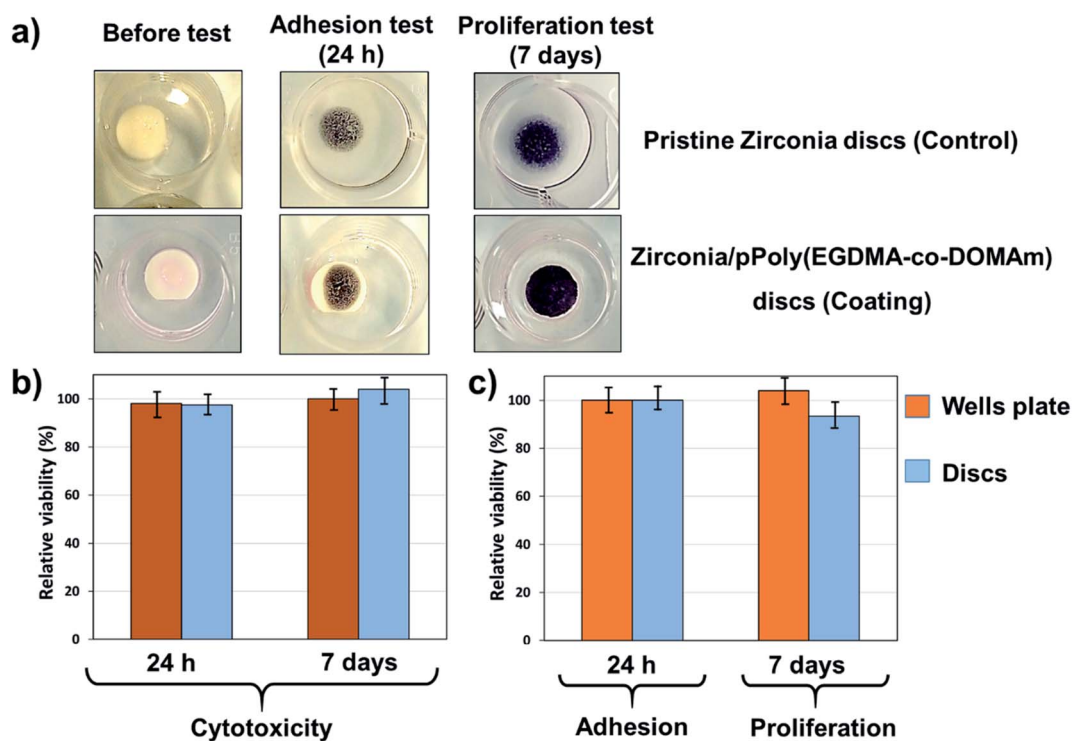 a)
Before test
Adhesion test
(24 h)
Proliferation test
(7 days)
Pristine Zirconia discs (Control)
Zirconia/pPoly(EGDMA-co-DOMAm)
discs (Coating)
b)
Relative viability (%)
100
80
60
40
20
0
24 h
7 days
Cytotoxicity
c)
Relative viability (%)
100
80
60
40
20
0
24 h
7 days
Adhesion
Proliferation
Wells plate
Discs